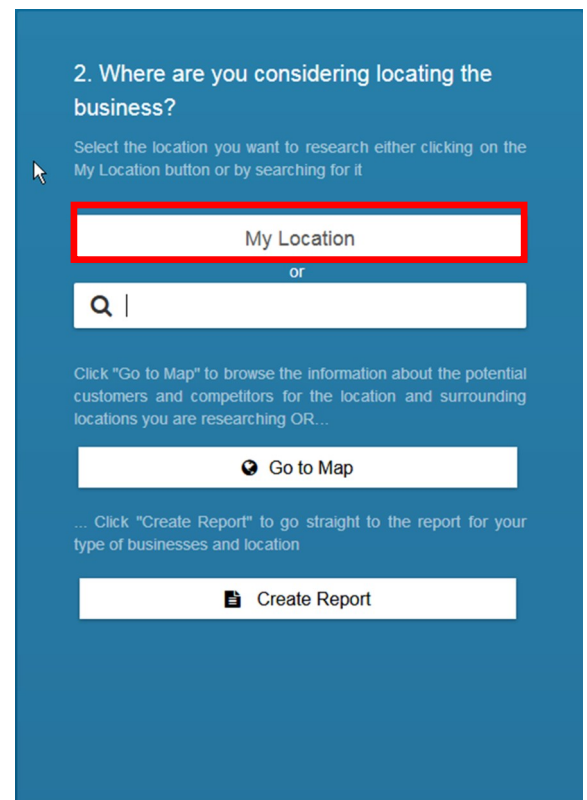 2. Where are you considering locating the
business?
Select the location you want to research either clicking on the
My Location button or by searching for it
My Location
or
Click "Go to Map" to browse the information about the potential
customers and competitors for the location and surrounding
locations you are researching OR...
Go to Map
... Click "Create Report" to go straight to the report for your
type of businesses and location
Create Report